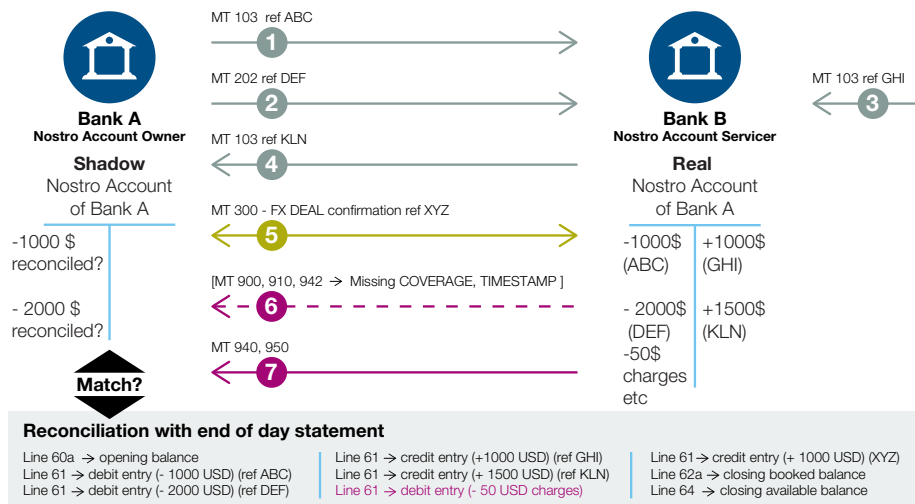 MT 103 ref ABC
1
MT 202 ref DEF
2
MT 103 ref GHI
3
Bank A
Nostro Account Owner
Bank B
Nostro Account Servicer
MT 103 ref KLN
4
Shadow
Nostro Account
of Bank A
Real
Nostro Account
of Bank A
MT 300 - FX DEAL confirmation ref XYZ
5
-1000 $
reconciled?
- 2000 $
reconciled?
-1000$
(ABC)
+1000$
(GHI)
[MT 900, 910, 942 → Missing COVERAGE, TIMESTAMP ]
6
- 2000$
(DEF)
-50$
charges
etc
+1500$
(KLN)
MT 940, 950
7
Match?
Reconciliation with end of day statement
Line 60a → opening balance
Line 61 → debit entry (- 1000 USD) (ref ABC)
Line 61 → debit entry (- 2000 USD) (ref DEF)
Line 61 → credit entry (+1000 USD) (ref GHI)
Line 61 → credit entry (+ 1500 USD) (ref KLN)
Line 61 → debit entry (- 50 USD charges)
Line 61 → credit entry (+ 1000 USD) (XYZ)
Line 62a → closing booked balance
Line 64 → closing available balance